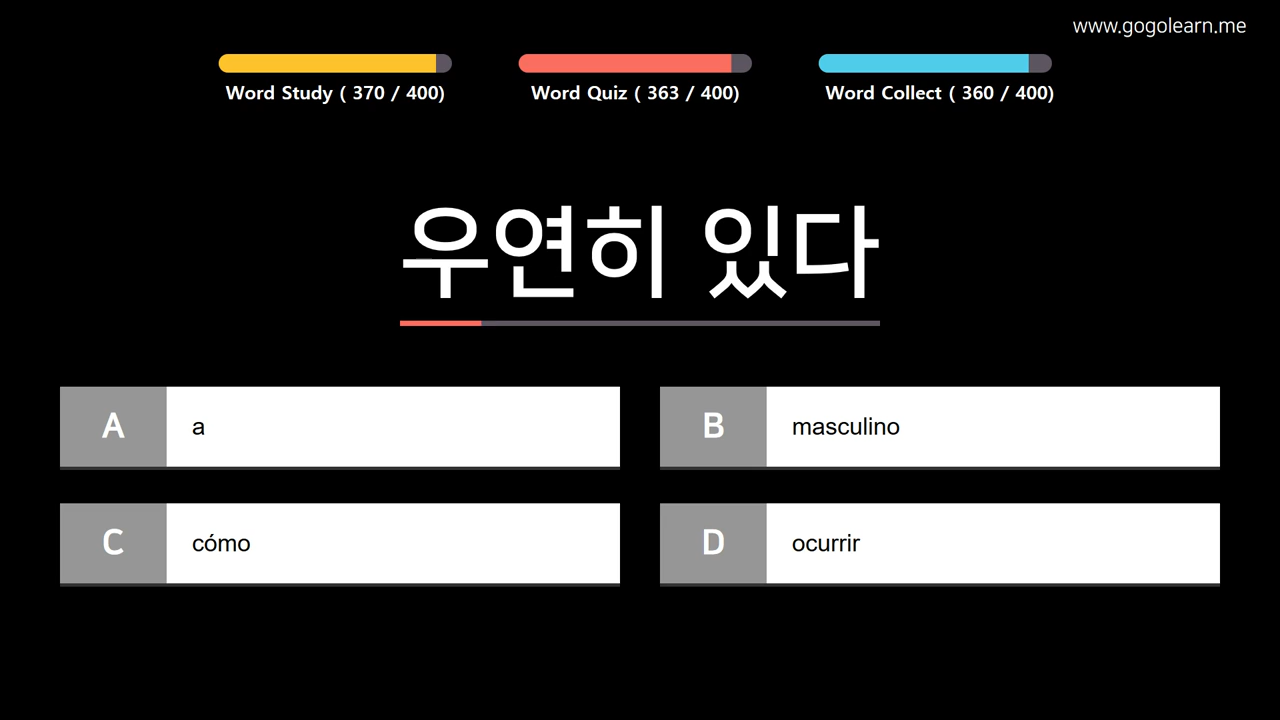 www.gogolearn.me
Word Study ( 370 / 400)
Word Quiz ( 363 / 400)
Word Collect ( 360 / 400)
우연히 있다
A
a
B
masculino
C
cómo
D
ocurrir